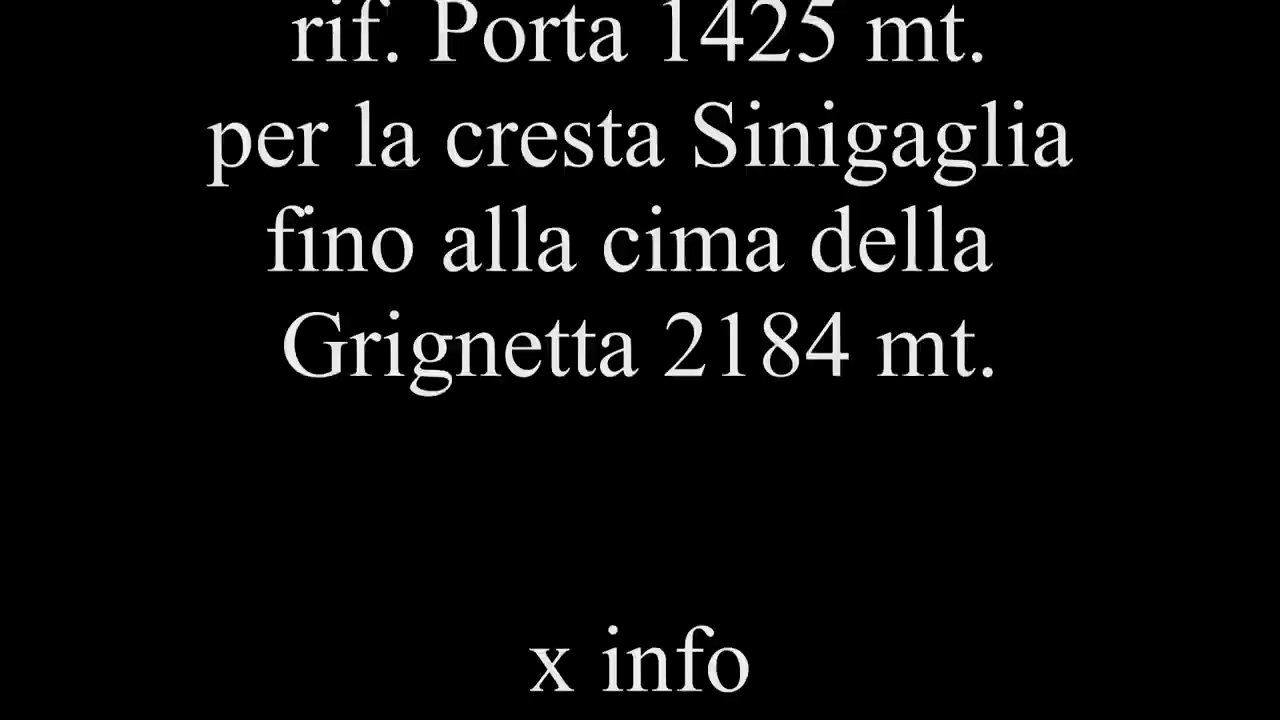 rif. Porta 1425 mt.
per la cresta Sinigaglia
fino alla cima della
Grignetta 2184 mt.
x info